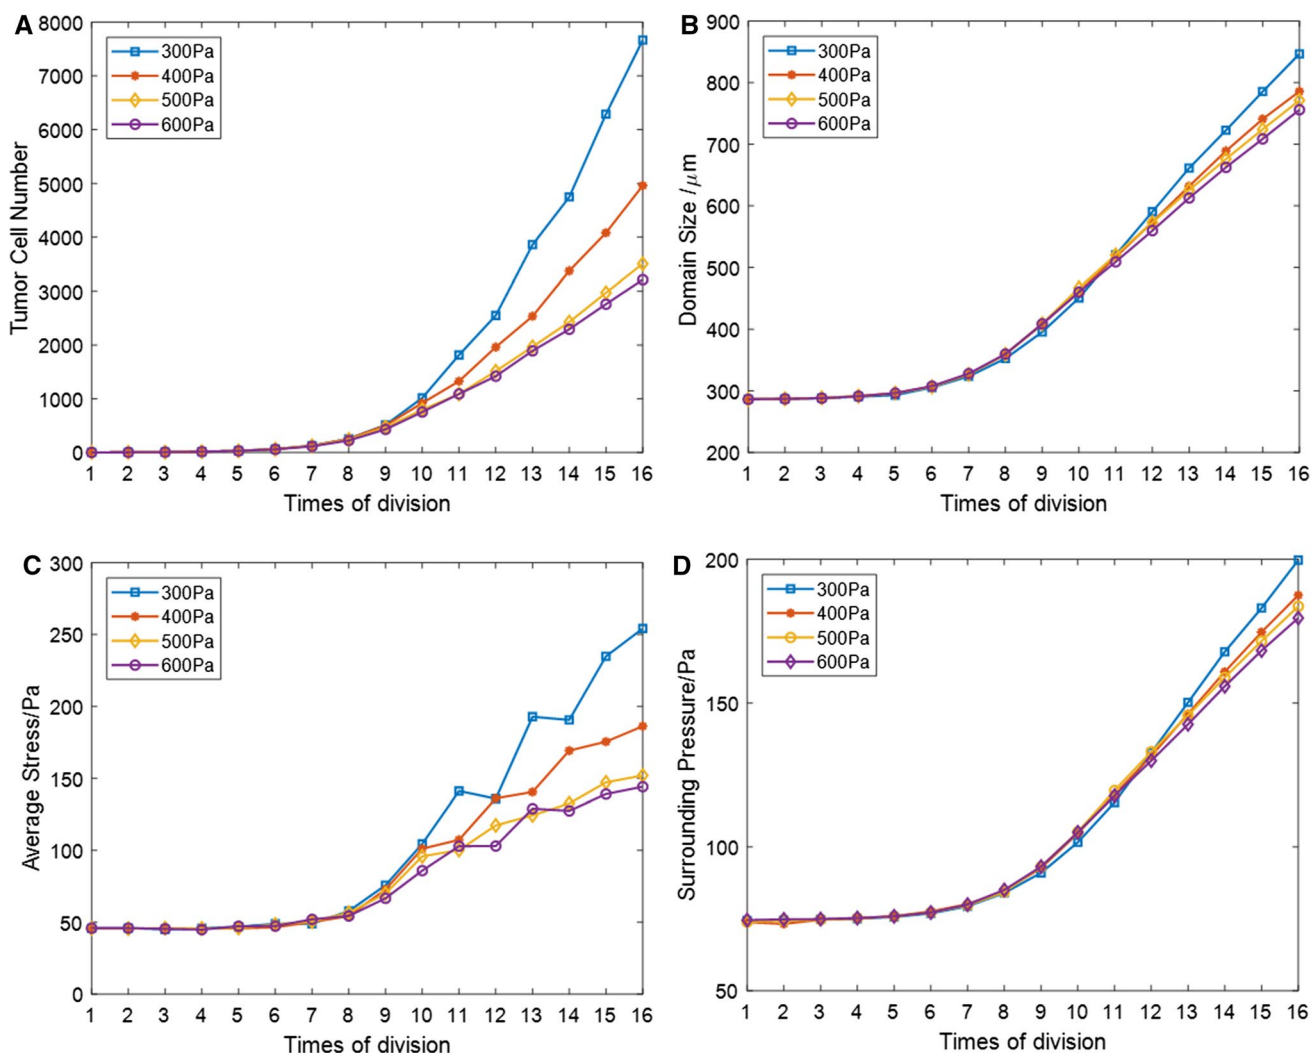 A
8000
7000
6000
5000
4000
3000
2000
1000
0
Tumor Cell Number
300Pa
400Pa
500Pa
600Pa
1 2 3 4 5 6 7 8 9 10 11 12 13 14 15 16
Times of division
B
900
800
700
600
500
400
300
200
Domain Size /μm
300Pa
400Pa
500Pa
600Pa
1 2 3 4 5 6 7 8 9 10 11 12 13 14 15 16
Times of division
C
300
250
200
150
100
50
0
Average Stress/Pa
300Pa
400Pa
500Pa
600Pa
1 2 3 4 5 6 7 8 9 10 11 12 13 14 15 16
Times of division
D
200
150
100
50
Surrounding Pressure/Pa
300Pa
400Pa
500Pa
600Pa
1 2 3 4 5 6 7 8 9 10 11 12 13 14 15 16
Times of division